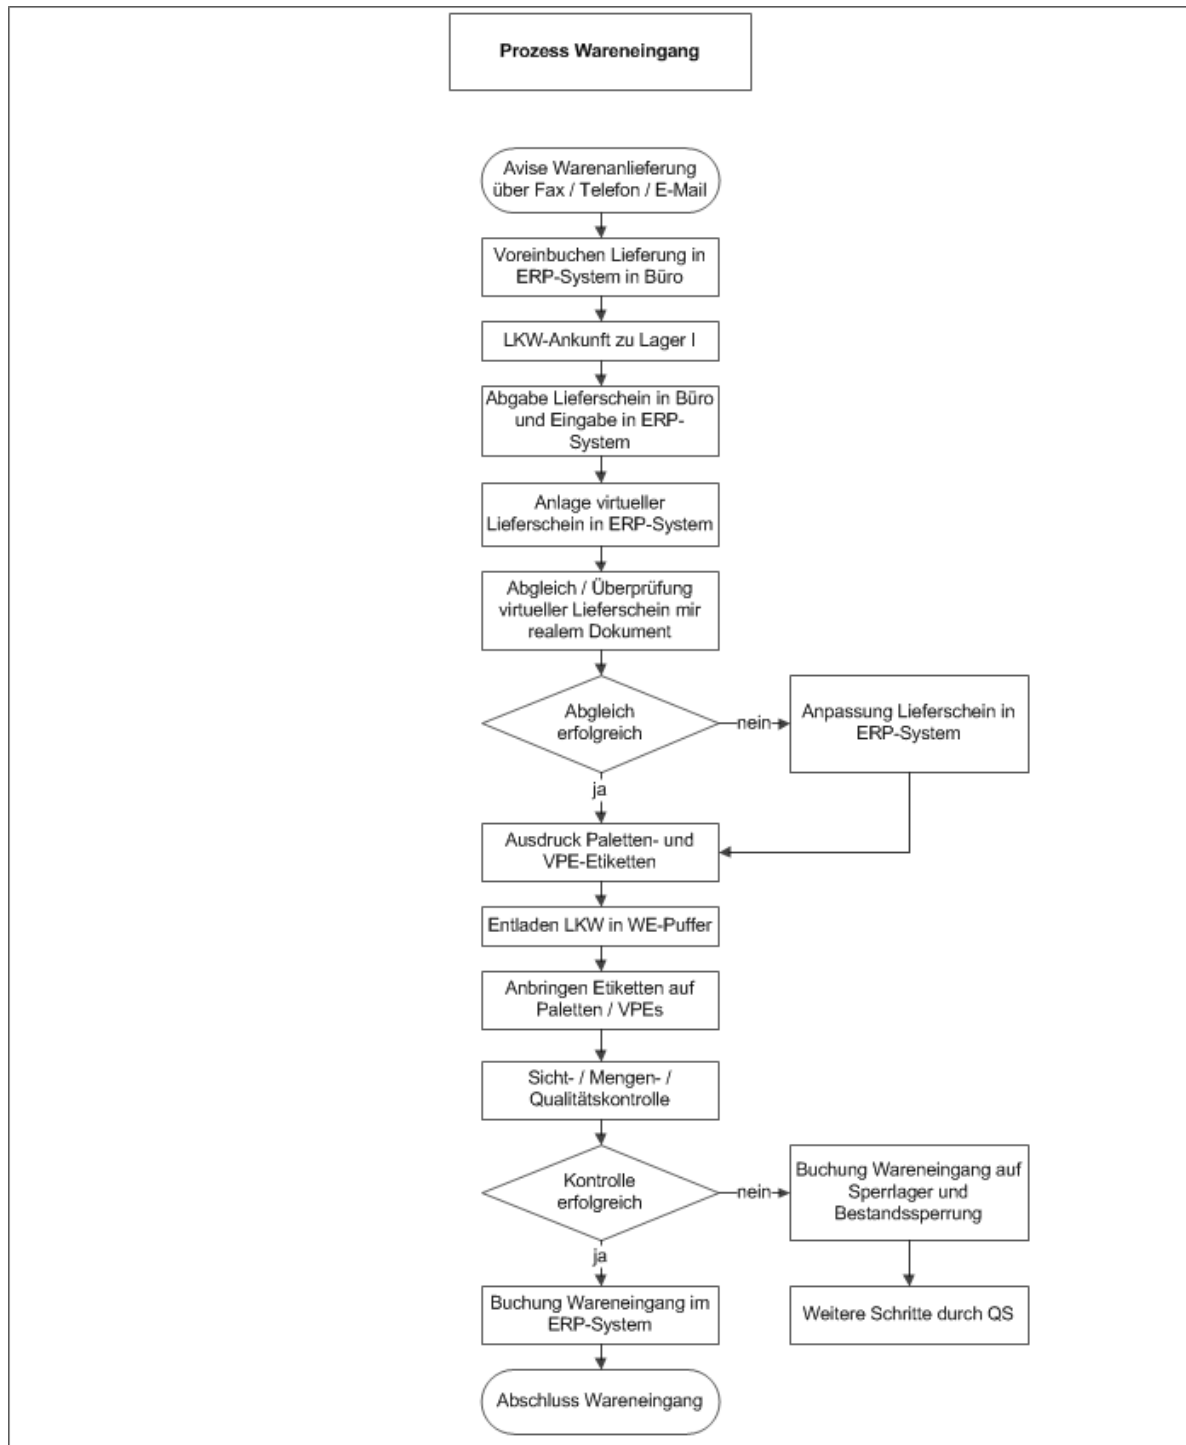 Prozess Wareneingang
Avise Warenanlieferung
über Fax / Telefon / E-Mail
Voreinbuchen Lieferung in
ERP-System in Büro
LKW-Ankunft zu Lager I
Abgabe Lieferschein in Büro
und Eingabe in ERP-
System
Anlage virtueller
Lieferschein in ERP-System
Abgleich / Überprüfung
virtueller Lieferschein mir
realem Dokument
Abgleich
erfolgreich
nein
Anpassung Lieferschein in
ERP-System
ja
Ausdruck Paletten- und
VPE-Etiketten
Entladen LKW in WE-Puffer
Anbringen Etiketten auf
Paletten / VPEs
Sicht- / Mengen- /
Qualitätskontrolle
Kontrolle
erfolgreich
nein
Buchung Wareneingang auf
Sperrlager und
Bestandssperrung
ja
Buchung Wareneingang im
ERP-System
Weitere Schritte durch QS
Abschluss Wareneingang